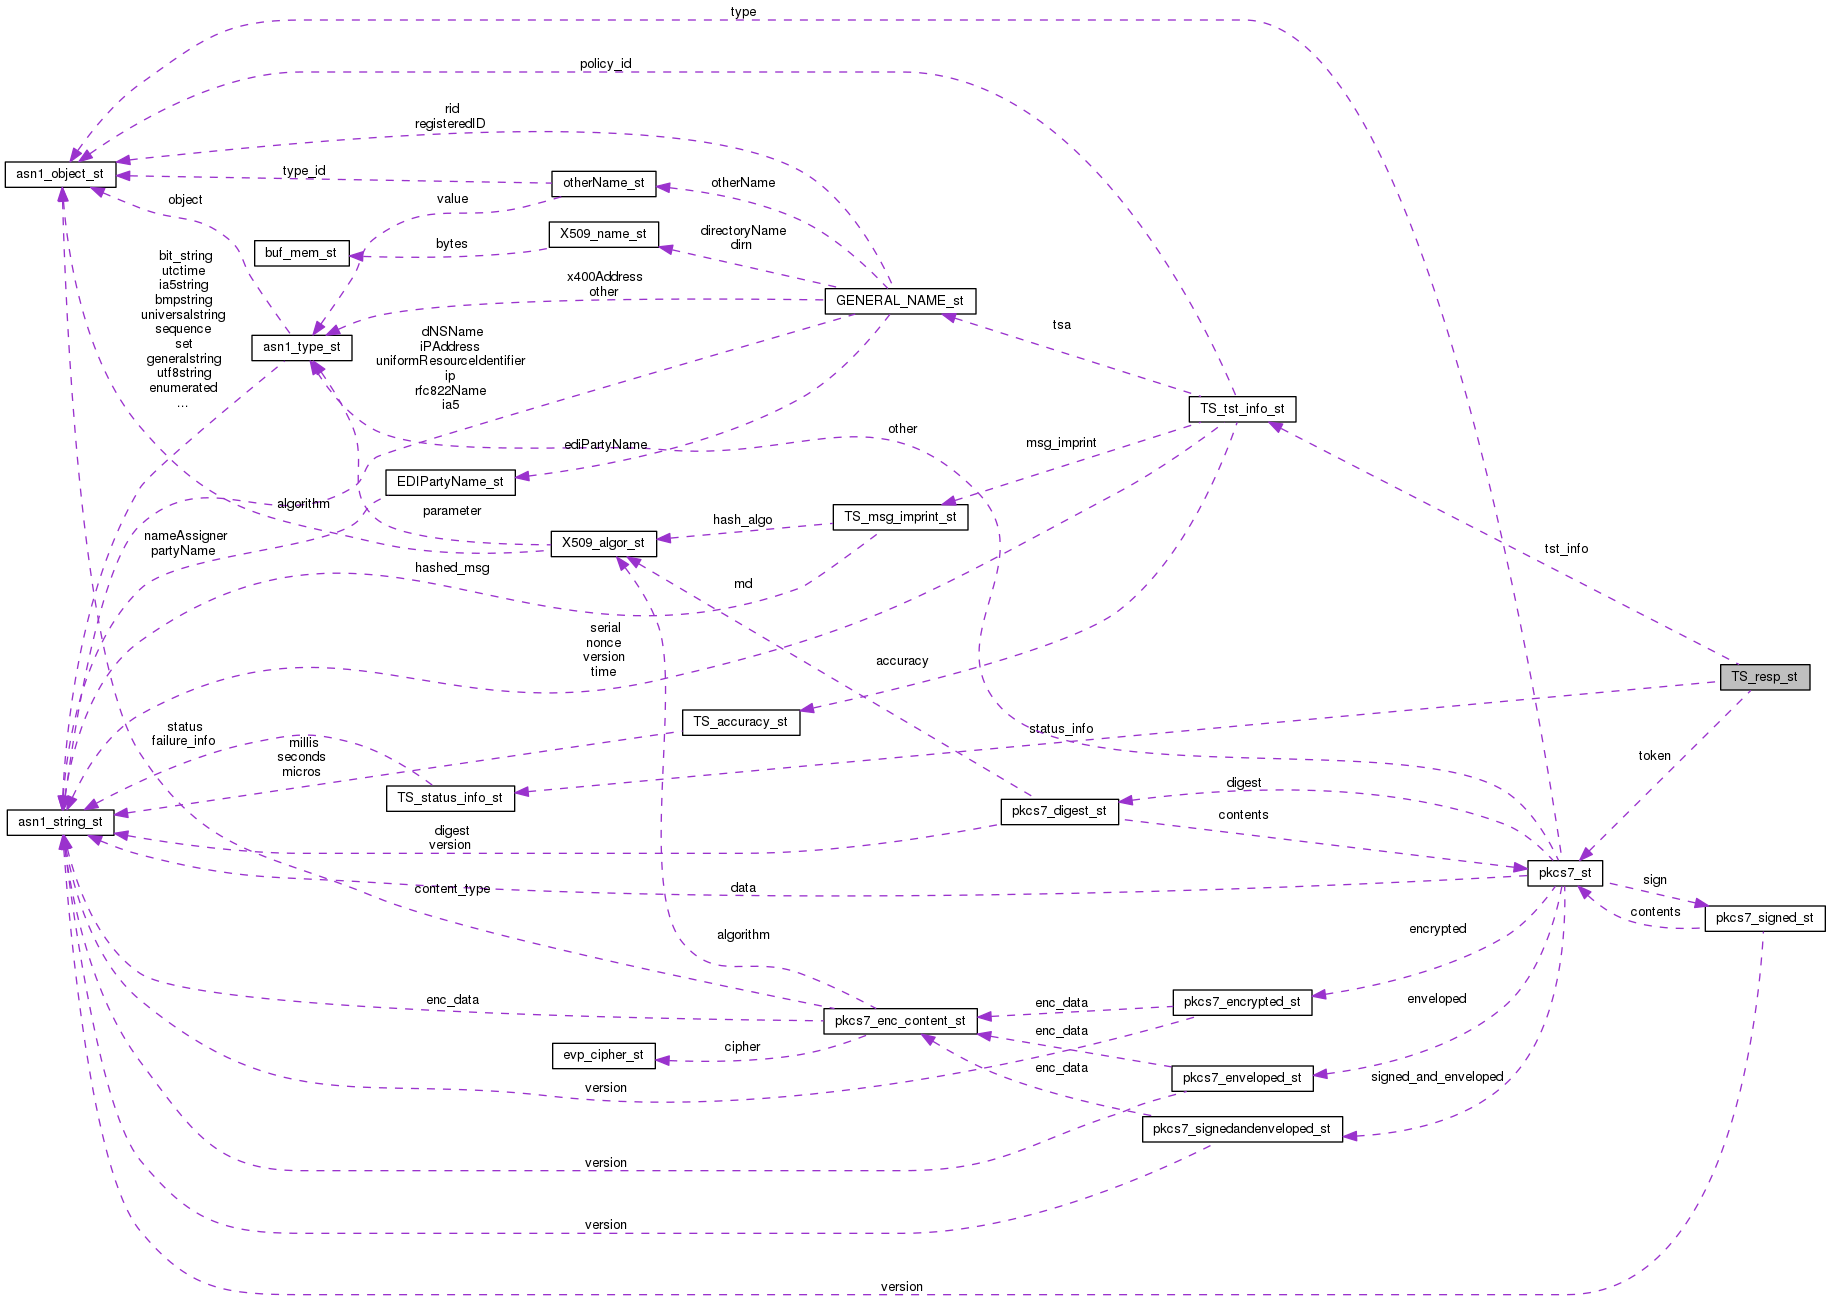 type
policy_id
rid
registeredID
asn1_object_st
type_id
otherName_st
otherName
object
value
X509_name_st
directoryName
dirn
buf_mem_st
bytes
bit_string
utctime
ia5string
bmpstring
universalstring
sequence
set
generalstring
utf8string
enumerated
...
x400Address
other
GENERAL_NAME_st
tsa
asn1_type_st
dNSName
iPAddress
uniformResourceIdentifier
ip
rfc822Name
ia5
TS_tst_info_st
other
ediPartyName
msg_imprint
EDIPartyName_st
algorithm
parameter
hash_algo
TS_msg_imprint_st
nameAssigner
partyName
X509_algor_st
tst_info
hashed_msg
md
serial
nonce
version
time
accuracy
TS_resp_st
status
failure_info
millis
seconds
micros
TS_accuracy_st
status_info
token
TS_status_info_st
digest
asn1_string_st
digest
version
pkcs7_digest_st
contents
pkcs7_st
content_type
data
sign
contents
pkcs7_signed_st
algorithm
encrypted
enc_data
pkcs7_enc_content_st
enc_data
pkcs7_encrypted_st
enveloped
evp_cipher_st
cipher
enc_data
version
enc_data
pkcs7_enveloped_st
signed_and_enveloped
pkcs7_signedandenveloped_st
version
version
version